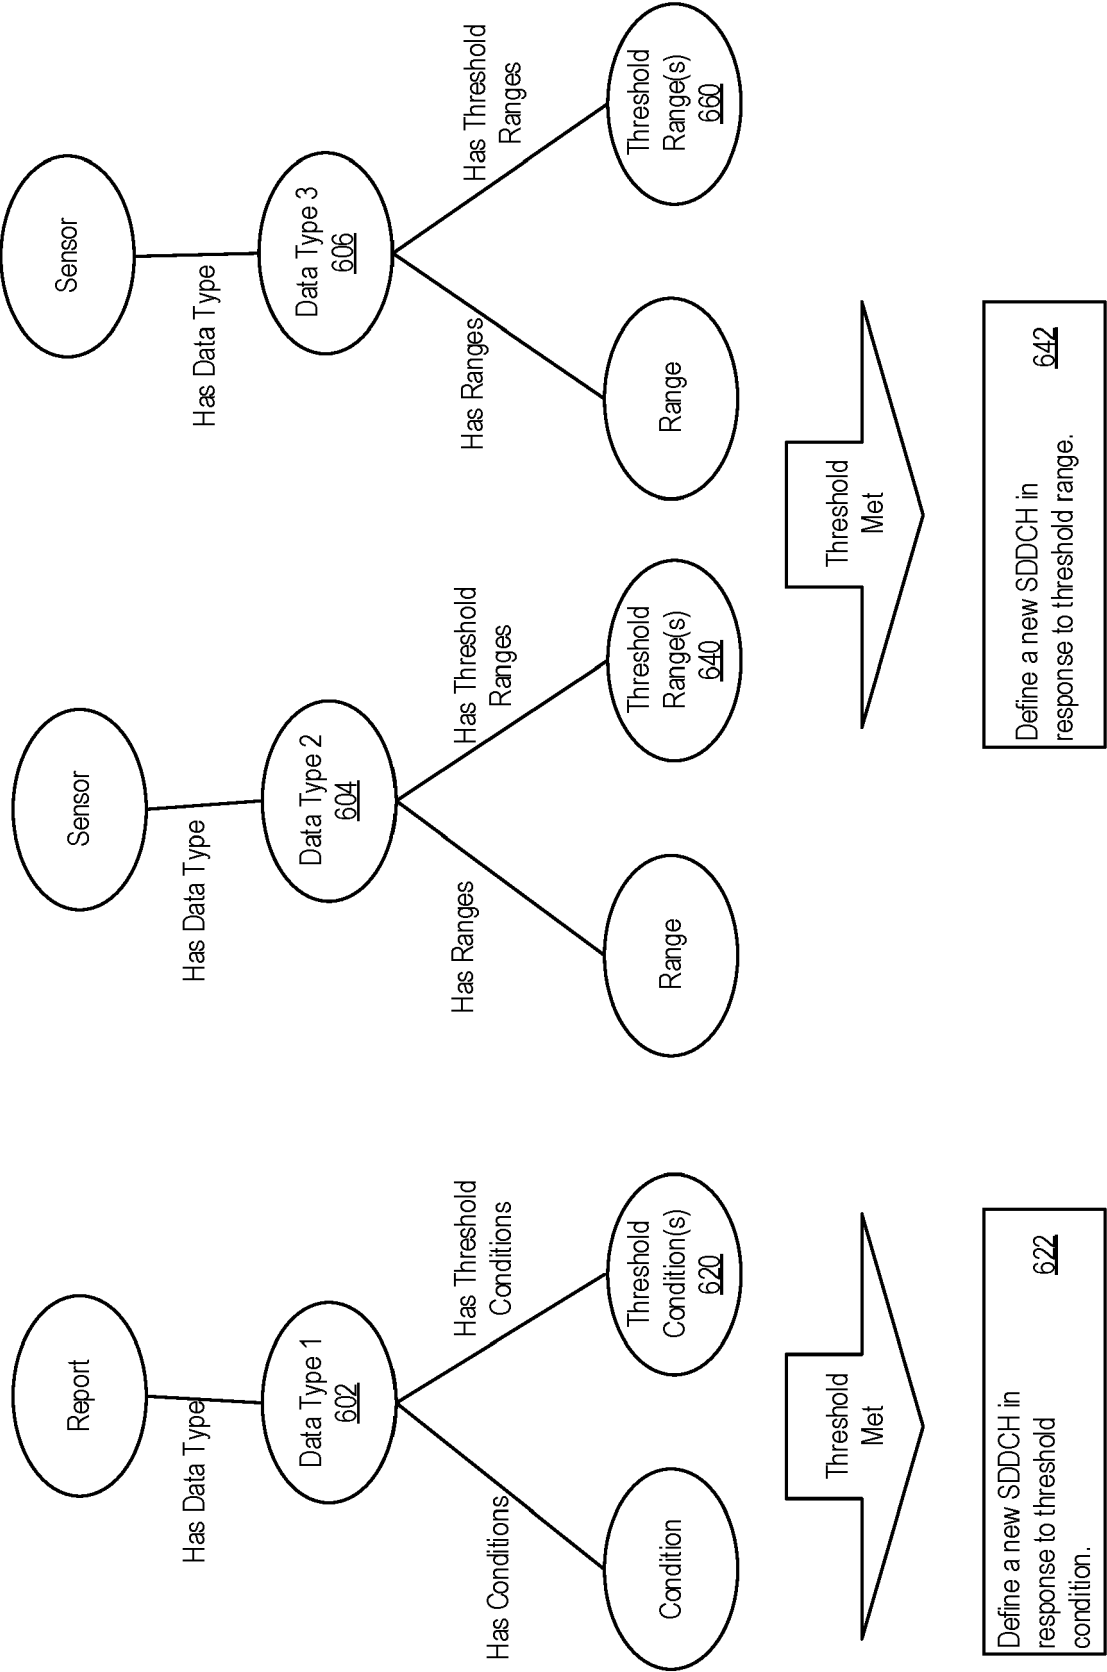 Report
Has Data Type
Data Type 1
602
Has Conditions
Has Threshold
Conditions
Condition
Threshold
Condition(s)
620
Threshold
Met
Define a new SDDCH in
response to threshold
condition.
622
Sensor
Has Data Type
Data Type 2
604
Has Ranges
Has Threshold
Ranges
Range
Threshold
Range(s)
640
Sensor
Has Data Type
Data Type 3
606
Has Ranges
Has Threshold
Ranges
Range
Threshold
Range(s)
660
Threshold
Met
Define a new SDDCH in
response to threshold range.
642